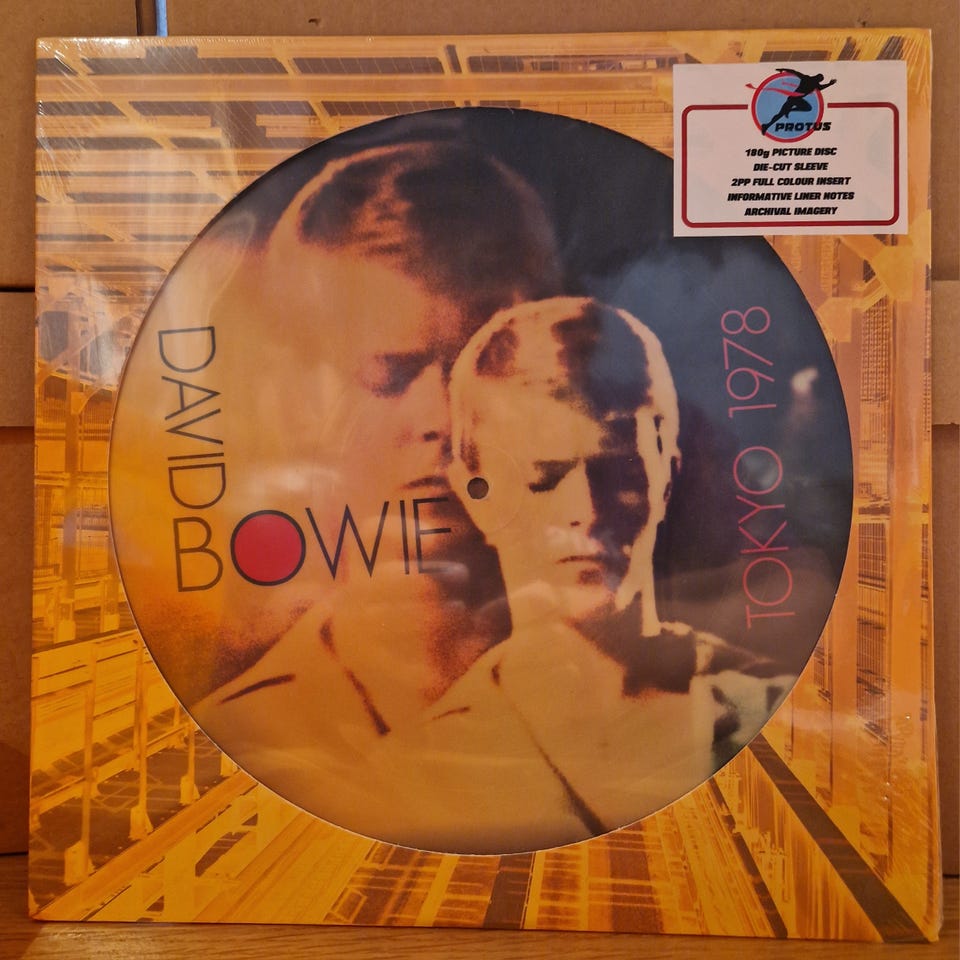 PROTUS
180g PICTURE DISC
DIE-CUT SLEEVE
2PP FULL COLOUR INSERT
INFORMATIVE LINER NOTES
ARCHIVAL IMAGERY
DAVID
BOWIE
TOKYO 1978